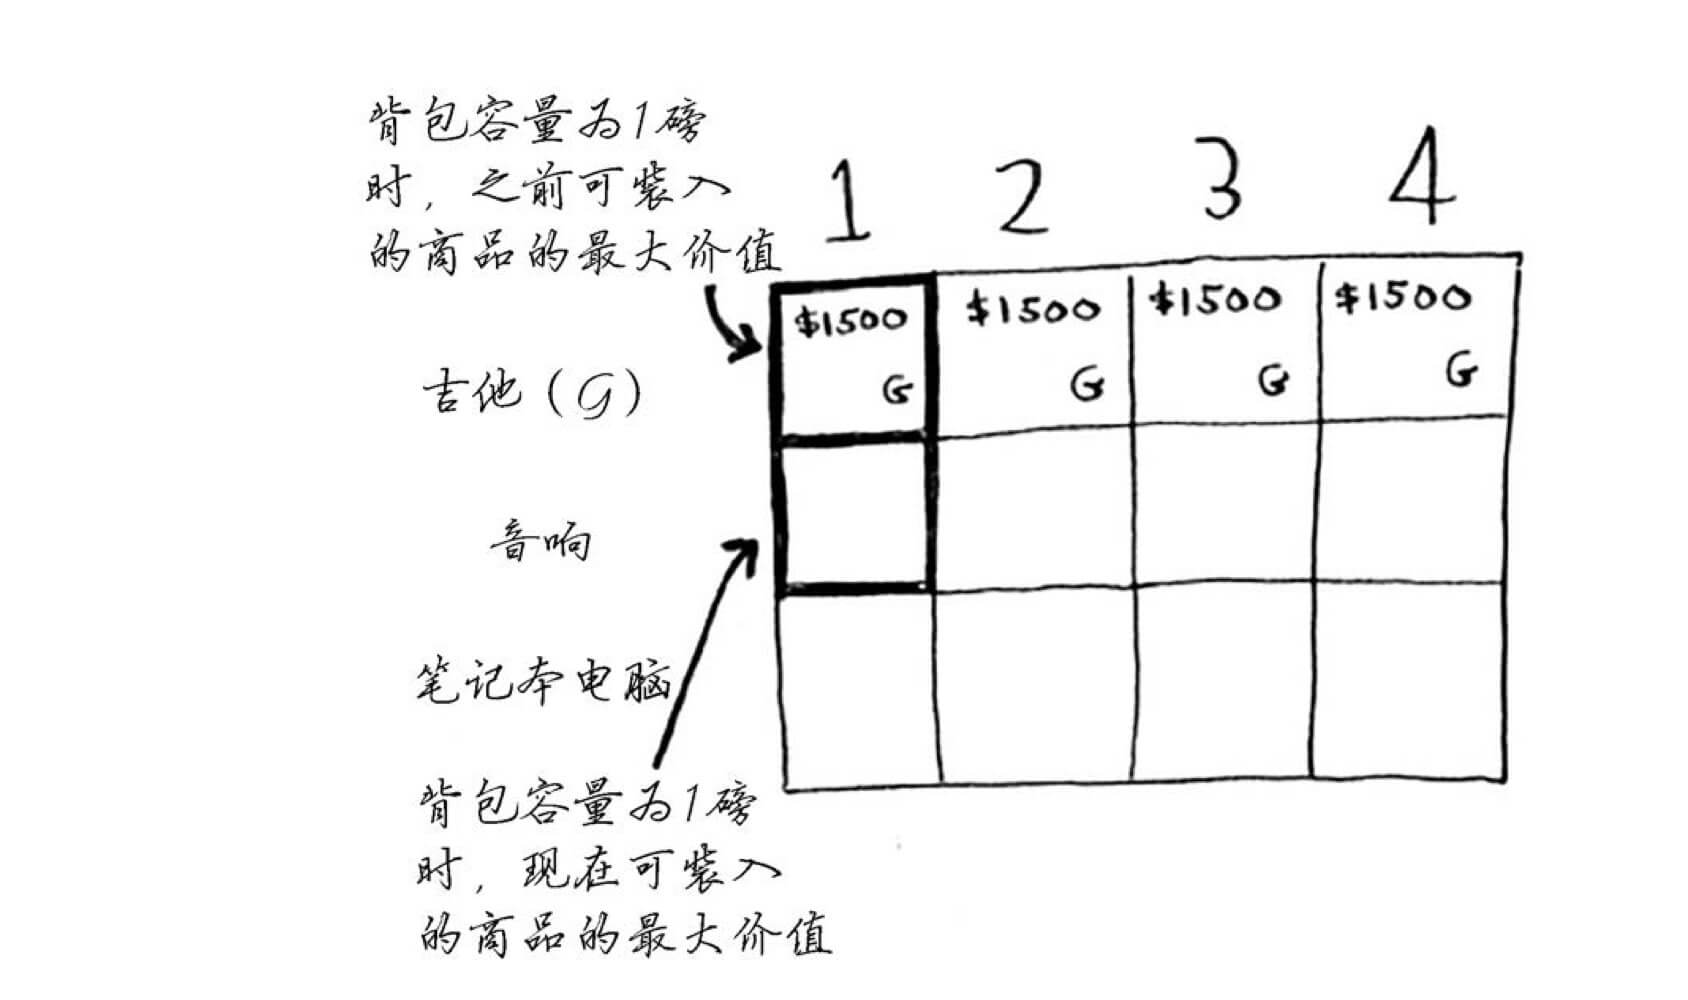 背包容量为1磅
时，之前可装入
的商品的最大价值
1 2 3 4
吉他（G） $1500 G $1500 G $1500 G $1500 G
音响
笔记本电脑
背包容量为1磅
时，现在可装入
的商品的最大价值